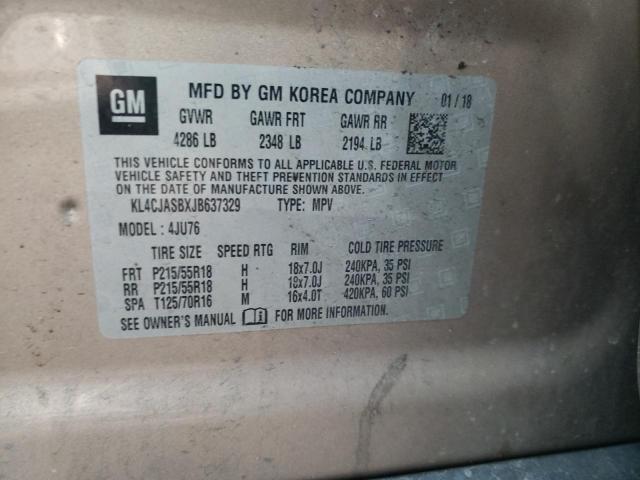 GM
MFD BY GM KOREA COMPANY 01 / 18
GVWR GAWR FRT GAWR RR
4286 LB 2348 LB 2194 LB
THIS VEHICLE CONFORMS TO ALL APPLICABLE U.S. FEDERAL MOTOR
VEHICLE SAFETY AND THEFT PREVENTION STANDARDS IN EFFECT
ON THE DATE OF MANUFACTURE SHOWN ABOVE.
KL4CJASBXJB637329 TYPE: MPV
MODEL : 4JU76
TIRE SIZE SPEED RTG RIM COLD TIRE PRESSURE
FRT P215/55R18 H 18x7.0J 240KPA, 35 PSI
RR P215/55R18 H 18x7.0J 240KPA, 35 PSI
SPA T125/70R16 M 16x4.0T 420KPA, 60 PSI
SEE OWNER'S MANUAL FOR MORE INFORMATION.